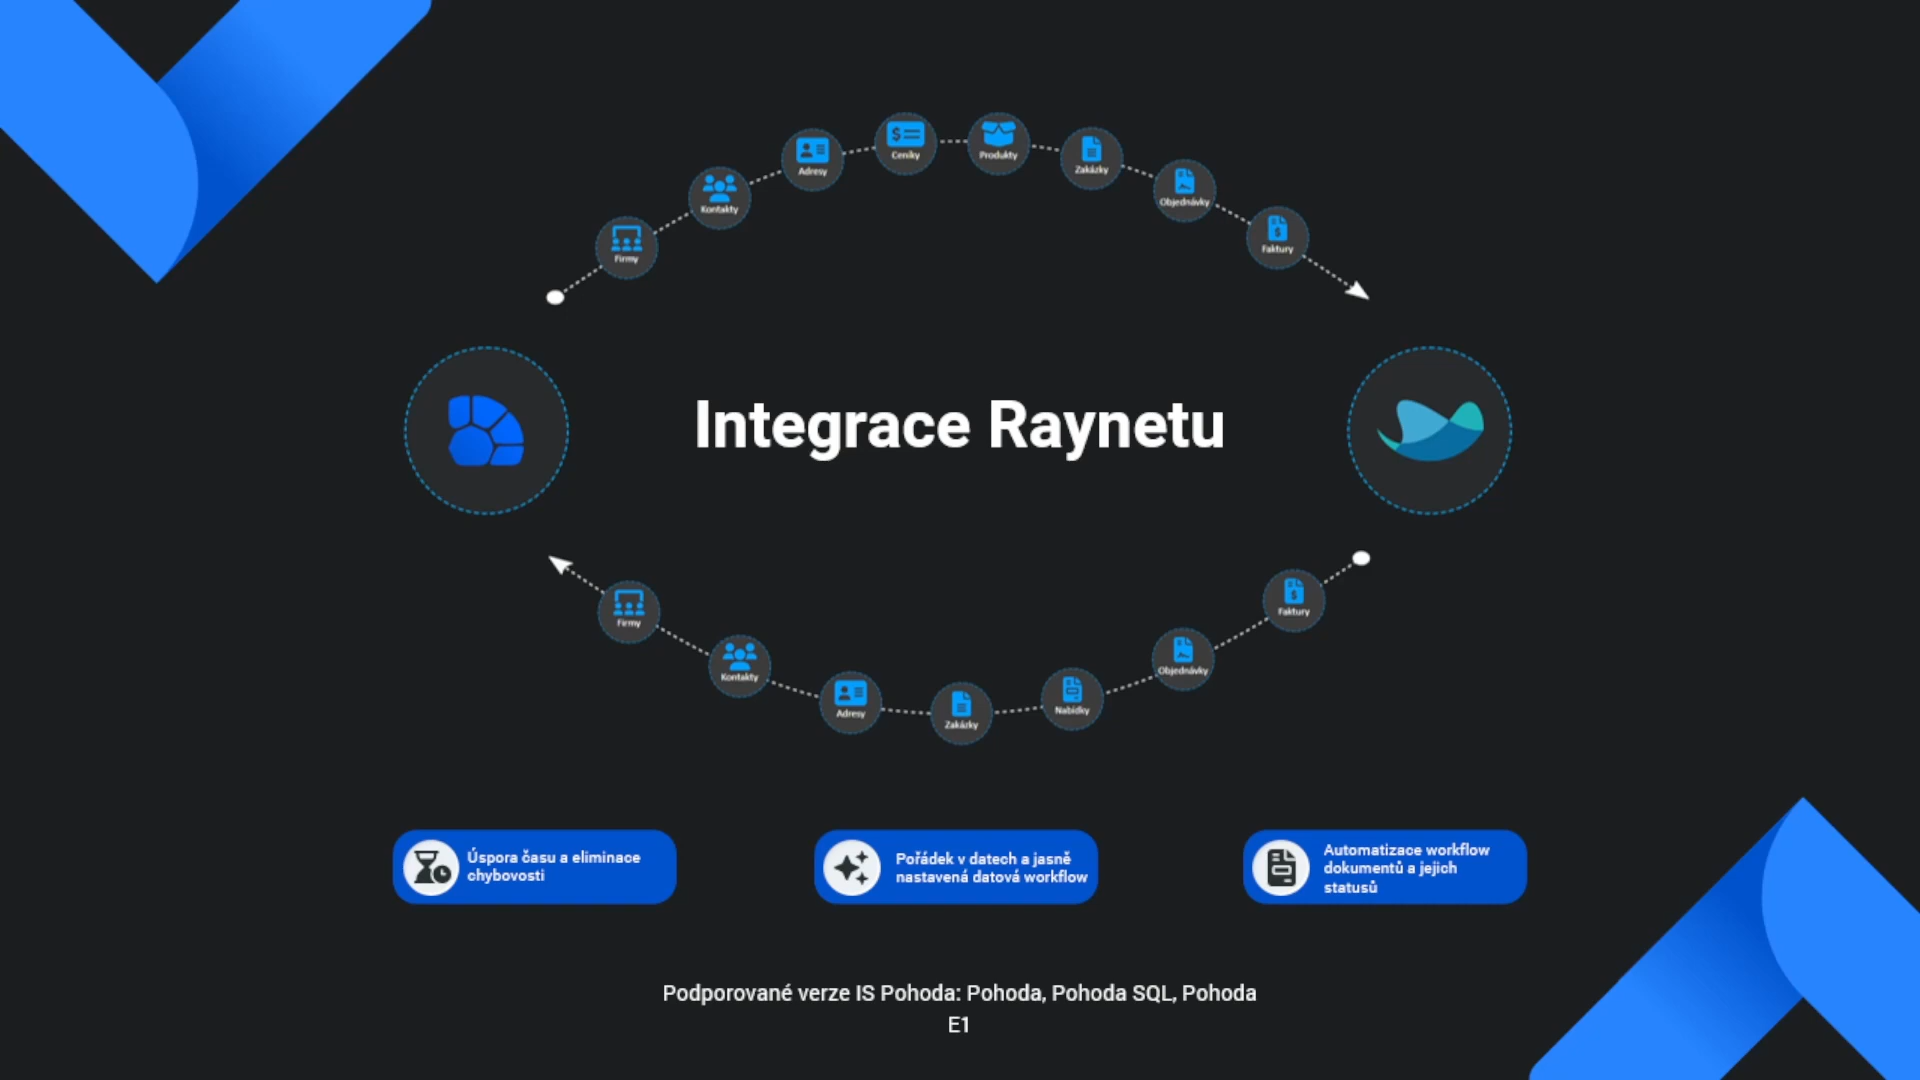 Firmy
Kontakty
Adresy
Ceníky
Produkty
Zakázky
Objednávky
Faktury
Integrace Raynetu
Firmy
Kontakty
Adresy
Zakázky
Nabídky
Objednávky
Faktury
Úspora času a eliminace
chybovosti
Pořádek v datech a jasně
nastavená datová workflow
Automatizace workflow
dokumentů a jejich
statusů
Podporované verze IS Pohoda: Pohoda, Pohoda SQL, Pohoda
E1